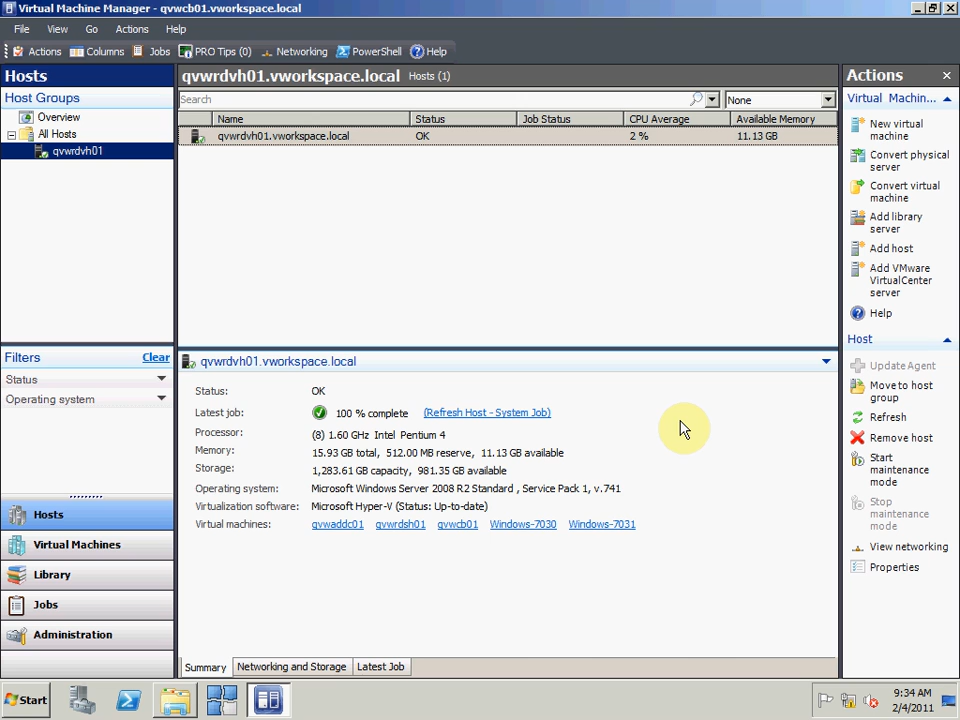 Virtual Machine Manager - qvwcb01.vworkspace.local
File View Go Actions Help
Actions Columns Jobs PRO Tips (0) Networking PowerShell Help
Hosts
Host Groups
Overview
All Hosts
qvwrdvh01
Filters Clear
Status
Operating system
Hosts
Virtual Machines
Library
Jobs
Administration
qvwrdvh01.vworkspace.local Hosts (1)
Search None
Name Status Job Status CPU Average Available Memory
qvwrdvh01.vworkspace.local OK 2 % 11.13 GB
qvwrdvh01.vworkspace.local
Status: OK
Latest job: 100 % complete (Refresh Host - System Job)
Processor: (8) 1.60 GHz Intel Pentium 4
Memory: 15.93 GB total, 512.00 MB reserve, 11.13 GB available
Storage: 1,283.61 GB capacity, 981.35 GB available
Operating system: Microsoft Windows Server 2008 R2 Standard , Service Pack 1, v.741
Virtualization software: Microsoft Hyper-V (Status: Up-to-date)
Virtual machines: qvwaddc01 qvwrdsh01 qvwcb01 Windows-7030 Windows-7031
Summary Networking and Storage Latest Job
Actions
Virtual Machin...
New virtual
machine
Convert physical
server
Convert virtual
machine
Add library
server
Add host
Add VMware
VirtualCenter
server
Help
Host
Update Agent
Move to host
group
Refresh
Remove host
Start
maintenance
mode
Stop
maintenance
mode
View networking
Properties
Start
9:34 AM
2/4/2011